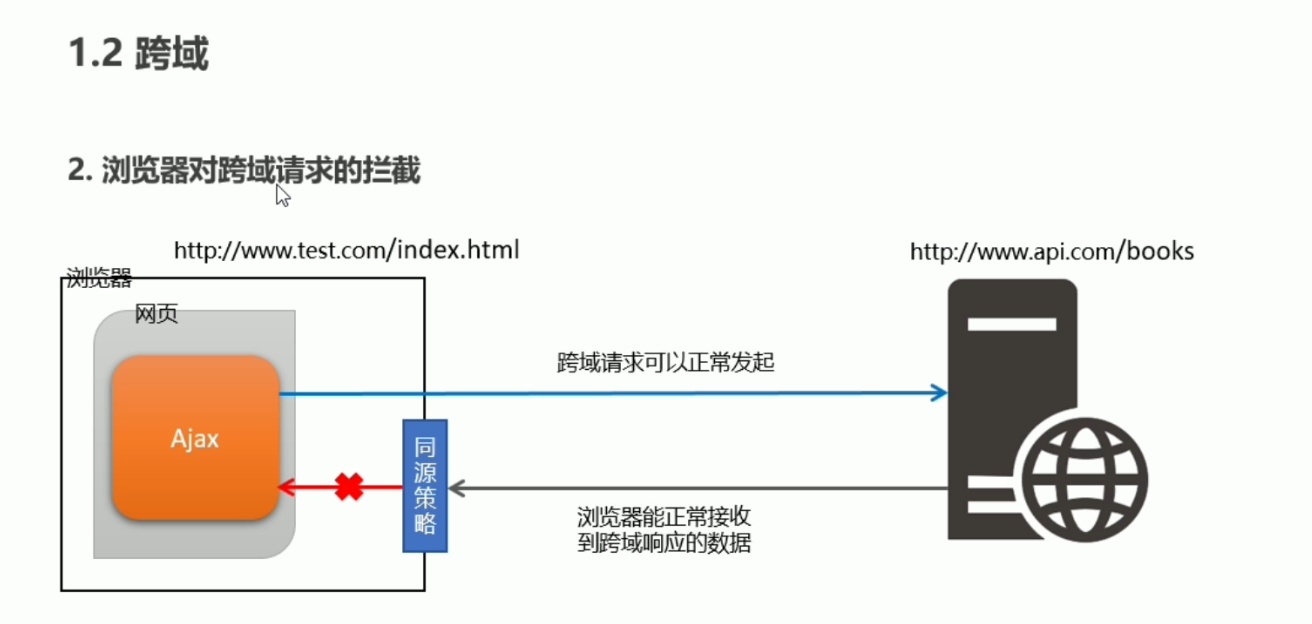 1.2 跨域
2. 浏览器对跨域请求的拦截
http://www.test.com/index.html
http://www.api.com/books
浏览器
网页
跨域请求可以正常发起
Ajax
同源策略
浏览器能正常接收
到跨域响应的数据